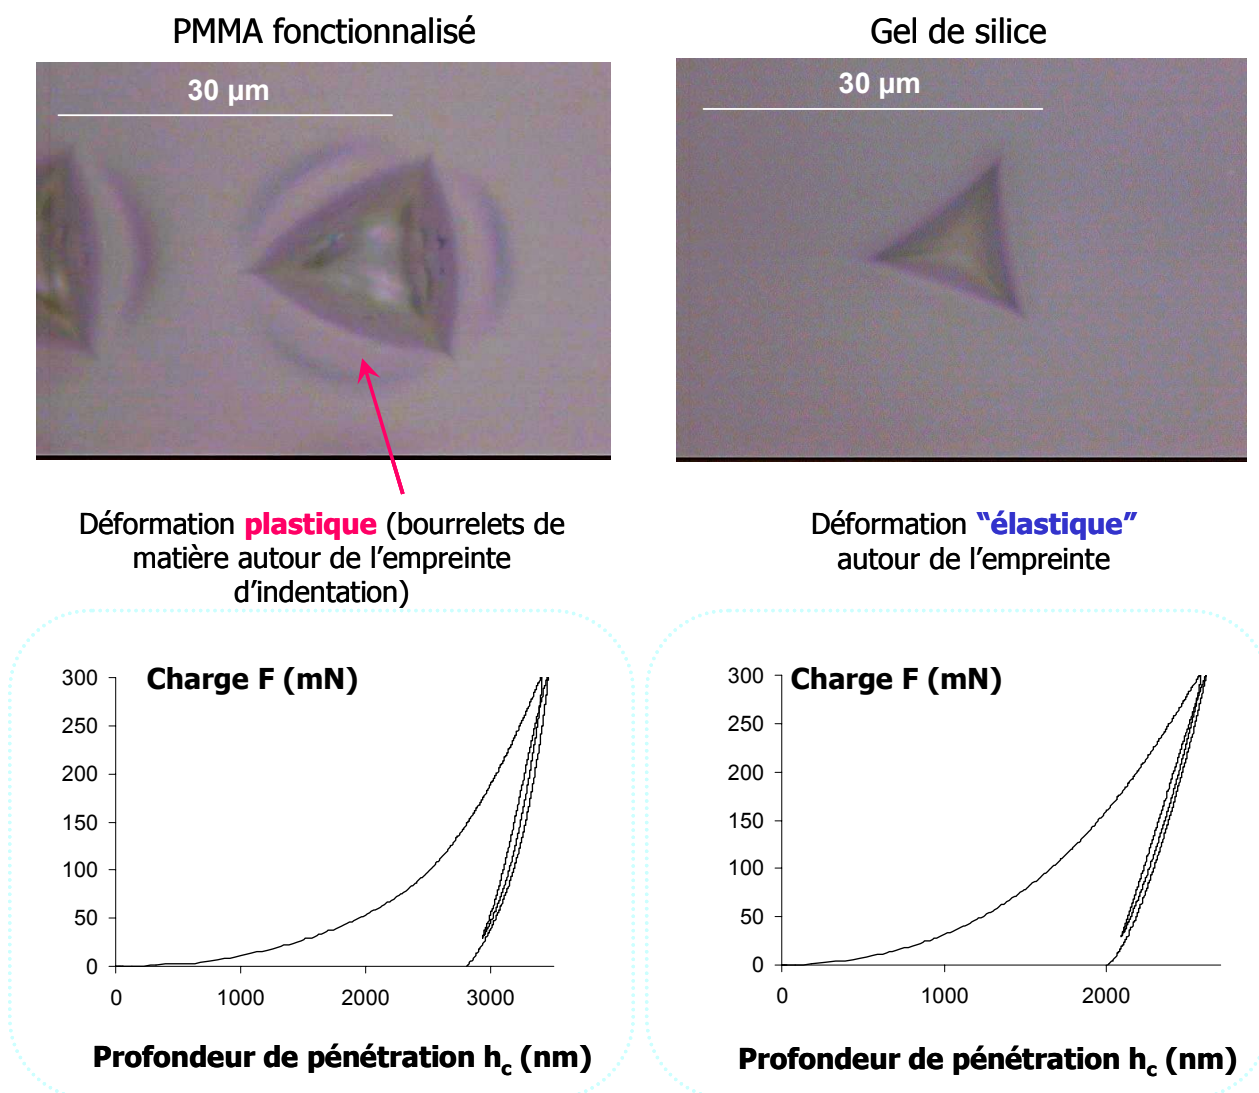 PMMA fonctionnalisé
Gel de silice
30 µm
30 µm
Déformation plastique (bourrelets de
matière autour de l’empreinte
d’indentation)
Déformation “élastique”
autour de l’empreinte
Charge F (mN)
300
250
200
150
100
50
0
0 1000 2000 3000
Profondeur de pénétration hc (nm)
Charge F (mN)
300
250
200
150
100
50
0
0 1000 2000
Profondeur de pénétration hc (nm)